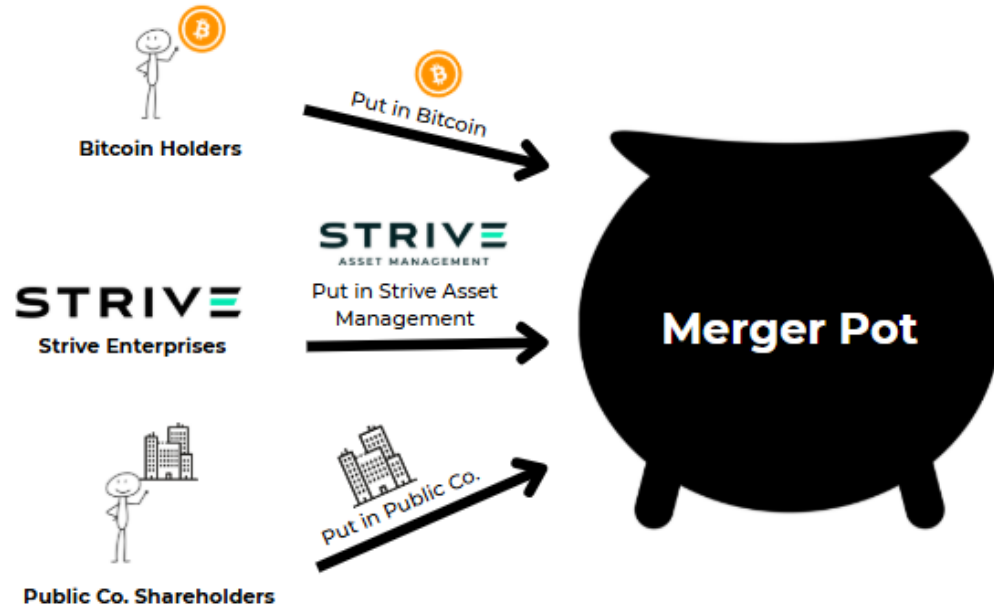 Put in Bitcoin
Bitcoin Holders
STRIVE
ASSET MANAGEMENT
Put in Strive Asset
Management
STRIVE
Strive Enterprises
Merger Pot
Put in Public Co.
Public Co. Shareholders